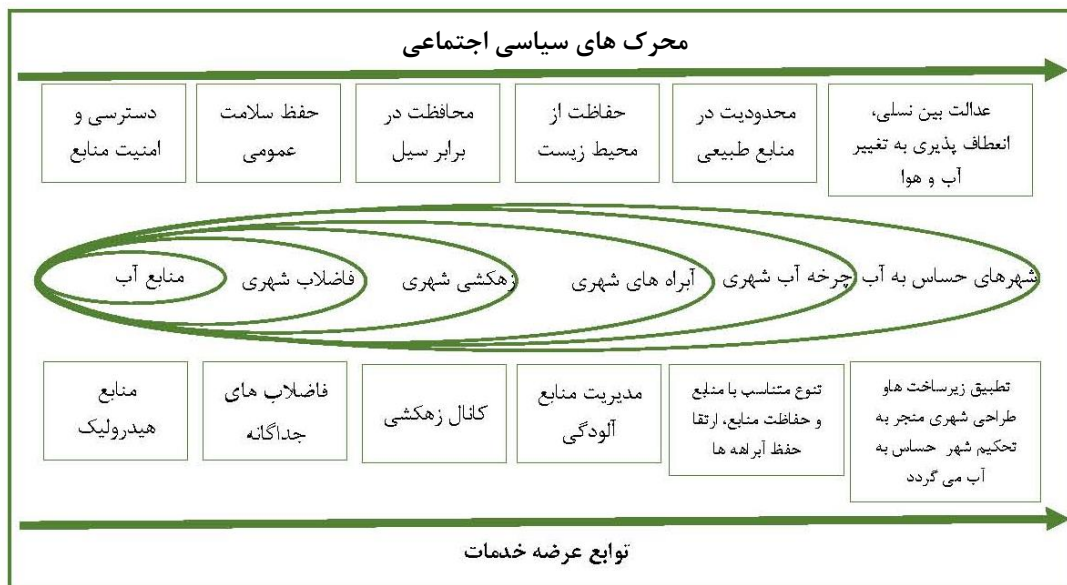 محرک های سیاسی اجتماعی
دسترسی و
امنیت منابع
حفظ سلامت
عمومی
محافظت در
برابر سیل
حفاظت از
محیط زیست
محدودیت در
منابع طبیعی
عدالت بین نسلی،
انعطاف پذیری به تغییر
آب و هوا
منابع آب
فاضلاب شهری
زهکشی شهری
آبراه های شهری
چرخه آب شهری
شهرهای حساس به آب
منابع
هیدرولیک
فاضلاب های
جداگانه
کانال زهکشی
مدیریت منابع
آلودگی
تنوع متناسب با منابع
و حفاظت منابع، ارتقا
حفظ آبراهه ها
تطبیق زیرساخت هاو
طراحی شهری منجر به
تحکیم شهر حساس به
آب می گردد
توابع عرضه خدمات